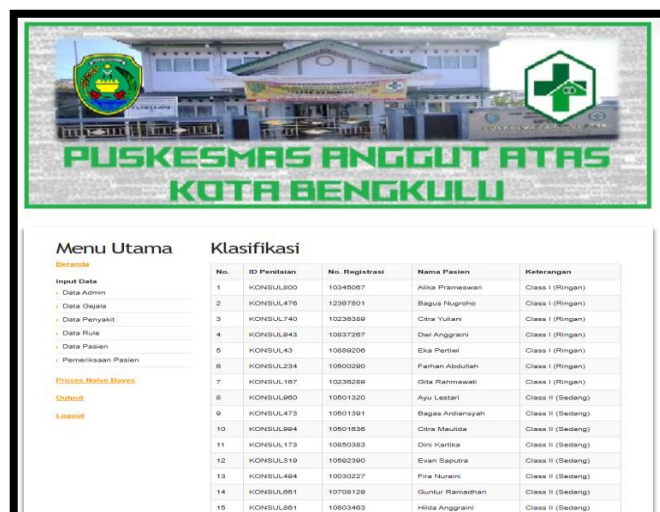 PUSKESMAS ANGGUT ATAS
KOTA BENGKULU
Menu Utama
Beranda
Input Data
Data Admin
Data Gejala
Data Penyakit
Data Rule
Data Pasien
Pemeriksaan Pasien
Proses Naive Bayes
Output
Logout
Klasifikasi
No. ID Penilaian No. Registrasi Nama Pasien Keterangan
1 KONSUL800 10345067 Alika Prameswari Class I (Ringan)
2 KONSUL476 12367801 Bagus Nugroho Class I (Ringan)
3 KONSUL740 10236389 Citra Yuliani Class I (Ringan)
4 KONSUL943 10837267 Dwi Anggraini Class I (Ringan)
5 KONSUL43 10889206 Eka Pertiwi Class I (Ringan)
6 KONSUL234 10500290 Farhan Abdullah Class I (Ringan)
7 KONSUL167 10236289 Gita Rahmawati Class I (Ringan)
8 KONSUL960 10501320 Ayu Lestari Class II (Sedang)
9 KONSUL473 10501391 Bagas Ardiansyah Class II (Sedang)
10 KONSUL994 10501636 Citra Maulida Class II (Sedang)
11 KONSUL173 10850383 Dini Kartika Class II (Sedang)
12 KONSUL319 10592390 Evan Saputra Class II (Sedang)
13 KONSUL494 10030227 Fira Nuraini Class II (Sedang)
14 KONSUL661 10708129 Guntur Ramadhan Class II (Sedang)
15 KONSUL861 10803463 Hilda Anggraini Class II (Sedang)